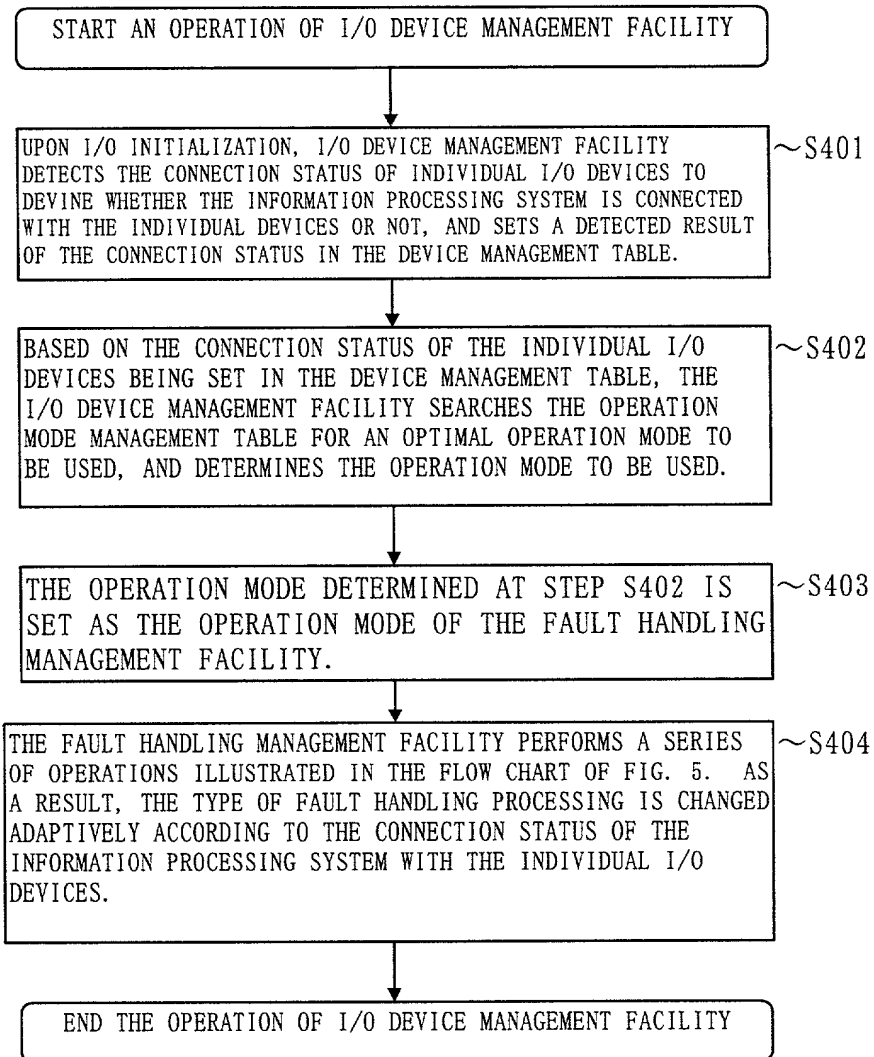 START AN OPERATION OF I/O DEVICE MANAGEMENT FACILITY
UPON I/O INITIALIZATION, I/O DEVICE MANAGEMENT FACILITY
DETECTS THE CONNECTION STATUS OF INDIVIDUAL I/O DEVICES TO
DEVINE WHETHER THE INFORMATION PROCESSING SYSTEM IS CONNECTED
WITH THE INDIVIDUAL DEVICES OR NOT, AND SETS A DETECTED RESULT
OF THE CONNECTION STATUS IN THE DEVICE MANAGEMENT TABLE.
~S401
BASED ON THE CONNECTION STATUS OF THE INDIVIDUAL I/O
DEVICES BEING SET IN THE DEVICE MANAGEMENT TABLE, THE
I/O DEVICE MANAGEMENT FACILITY SEARCHES THE OPERATION
MODE MANAGEMENT TABLE FOR AN OPTIMAL OPERATION MODE TO
BE USED, AND DETERMINES THE OPERATION MODE TO BE USED.
~S402
THE OPERATION MODE DETERMINED AT STEP S402 IS
SET AS THE OPERATION MODE OF THE FAULT HANDLING
MANAGEMENT FACILITY.
~S403
THE FAULT HANDLING MANAGEMENT FACILITY PERFORMS A SERIES
OF OPERATIONS ILLUSTRATED IN THE FLOW CHART OF FIG. 5. AS
A RESULT, THE TYPE OF FAULT HANDLING PROCESSING IS CHANGED
ADAPTIVELY ACCORDING TO THE CONNECTION STATUS OF THE
INFORMATION PROCESSING SYSTEM WITH THE INDIVIDUAL I/O
DEVICES.
~S404
END THE OPERATION OF I/O DEVICE MANAGEMENT FACILITY